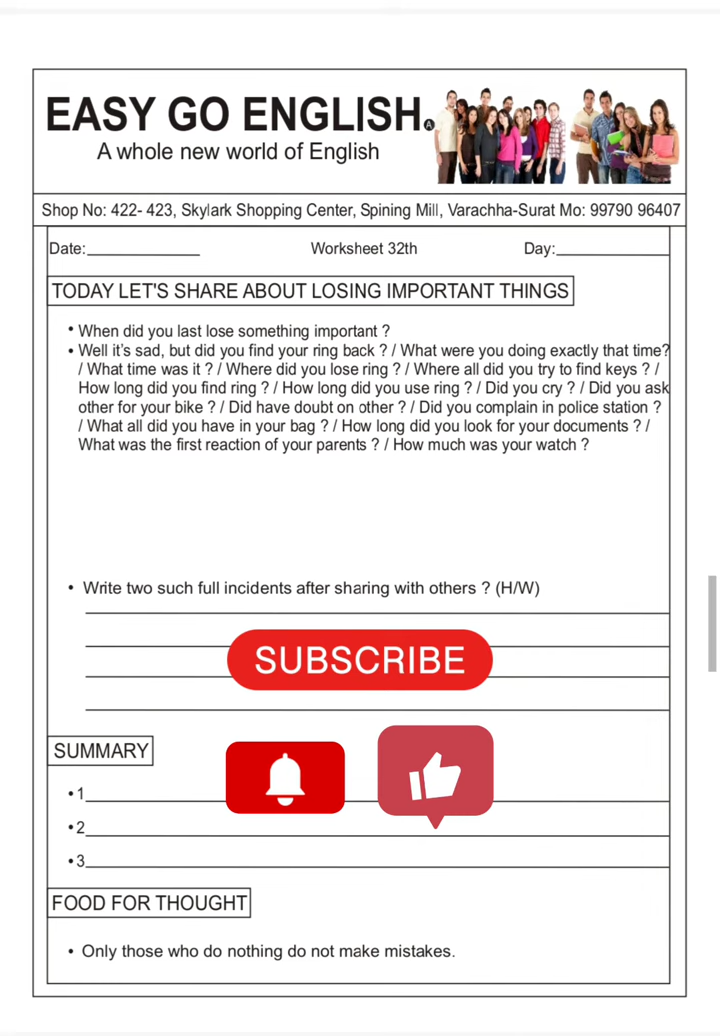 EASY GO ENGLISH
A whole new world of English
Shop No: 422- 423, Skylark Shopping Center, Spining Mill, Varachha-Surat Mo: 99790 96407
Date:____________ Worksheet 32th Day:____________
TODAY LET'S SHARE ABOUT LOSING IMPORTANT THINGS
• When did you last lose something important ?
• Well it's sad, but did you find your ring back ? / What were you doing exactly that time?
/ What time was it ? / Where did you lose ring ? / Where all did you try to find keys ? /
How long did you find ring ? / How long did you use ring ? / Did you cry ? / Did you ask
other for your bike ? / Did have doubt on other ? / Did you complain in police station ?
/ What all did you have in your bag ? / How long did you look for your documents ? /
What was the first reaction of your parents ? / How much was your watch ?
• Write two such full incidents after sharing with others ? (H/W)
SUBSCRIBE
SUMMARY
•1
•2
•3
FOOD FOR THOUGHT
• Only those who do nothing do not make mistakes.